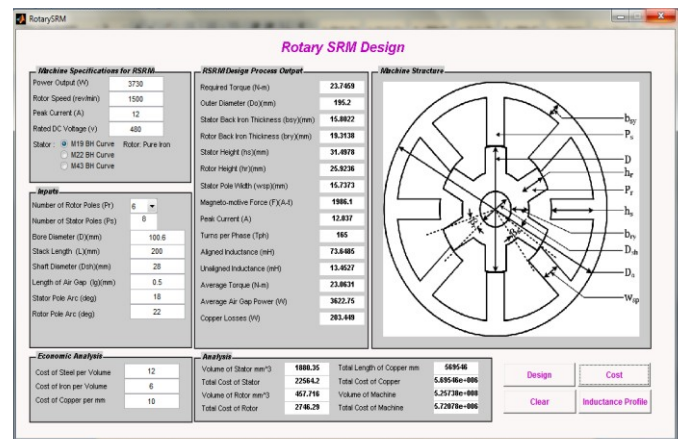 RotarySRM
Rotary SRM Design
Machine Specifications for RSRM
Power Output (W) 3730
Rotor Speed (rev/min) 1500
Peak Current (A) 12
Rated DC Voltage (v) 480
Stator : M19 BH Curve Rotor: Pure Iron
M22 BH Curve
M43 BH Curve
Inputs
Number of Rotor Poles (Pr) 6
Number of Stator Poles (Ps) 8
Bore Diameter (D)(mm) 100.6
Stack Length (L)(mm) 200
Shaft Diameter (Dsh)(mm) 28
Length of Air Gap (lg)(mm) 0.5
Stator Pole Arc (deg) 18
Rotor Pole Arc (deg) 22
RSRM Design Process Output
Required Torque (N-m) 23.7459
Outer Diameter (Do)(mm) 195.2
Stator Back Iron Thickness (bsy)(mm) 15.8022
Rotor Back Iron Thickness (bry)(mm) 19.3138
Stator Height (hs)(mm) 31.4978
Rotor Height (hr)(mm) 25.9236
Stator Pole Width (wsp)(mm) 15.7373
Magneto-motive Force (F)(A-t) 1986.1
Peak Current (A) 12.037
Turns per Phase (Tph) 165
Aligned Inductance (mH) 73.6485
Unaligned Inductance (mH) 13.4527
Average Torque (N-m) 23.0631
Average Air Gap Power (W) 3622.75
Copper Losses (W) 203.449
Machine Structure
bsy
Ps
D
hr
Pr
hs
bry
Dsh
Do
Wsp
Economic Analysis
Cost of Steel per Volume 12
Cost of Iron per Volume 6
Cost of Copper per mm 10
Analysis
Volume of Stator mm^3 1880.35
Total Cost of Stator 22564.2
Volume of Rotor mm^3 457.716
Total Cost of Rotor 2746.29
Total Length of Copper mm 569546
Total Cost of Copper 5.69546e+006
Volume of Machine 5.25738e+006
Total Cost of Machine 5.72078e+006
Design
Cost
Clear
Inductance Profile